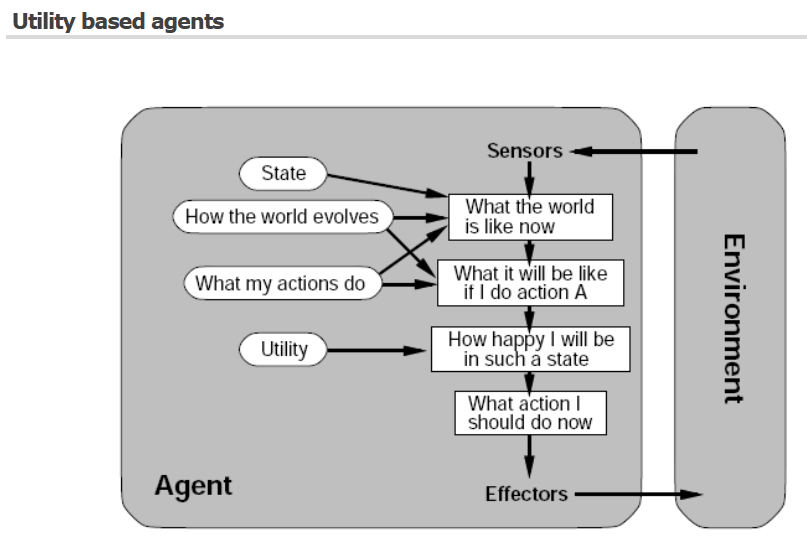 Utility based agents
Sensors
State
What the world
is like now
How the world evolves
What it will be like
if I do action A
What my actions do
How happy I will be
in such a state
Utility
What action I
should do now
Agent
Effectors
Environment